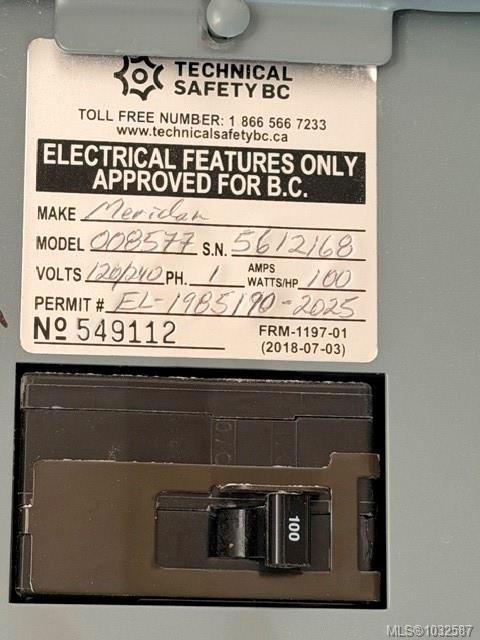 TECHNICAL
SAFETY BC
TOLL FREE NUMBER: 1 866 566 7233
www.technicalsafetybc.ca
ELECTRICAL FEATURES ONLY
APPROVED FOR B.C.
MAKE Meridan
MODEL 008577 S.N. 5612168
VOLTS 120/240 PH. 1 AMPS WATTS/HP 100
PERMIT # EL-1985190-2025
Nº 549112 FRM-1197-01
(2018-07-03)
100
MLS®1032587